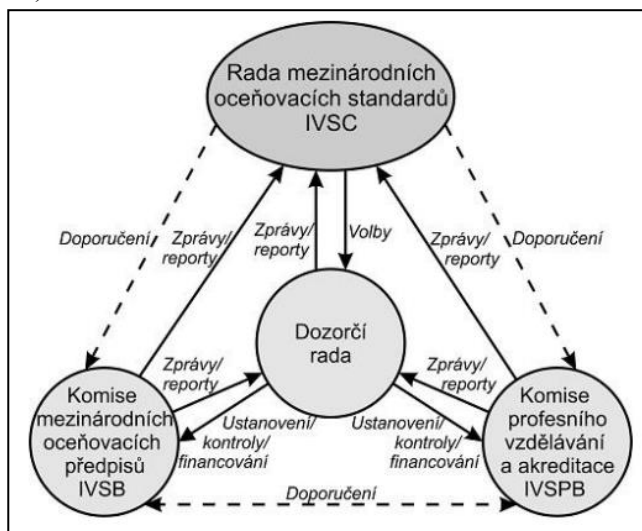 Rada mezinárodních
oceňovacích standardů
IVSC
Doporučení
Zprávy/
reporty
Zprávy/
reporty
Volby
Zprávy/
reporty
Doporučení
Dozorčí
rada
Zprávy/
reporty
Zprávy/
reporty
Komise
mezinárodních
oceňovacích
předpisů
IVSB
Ustanovení/
kontroly/
financování
Ustanovení/
kontroly/
financování
Komise
profesního
vzdělávání
a akreditace
IVSPB
Doporučení